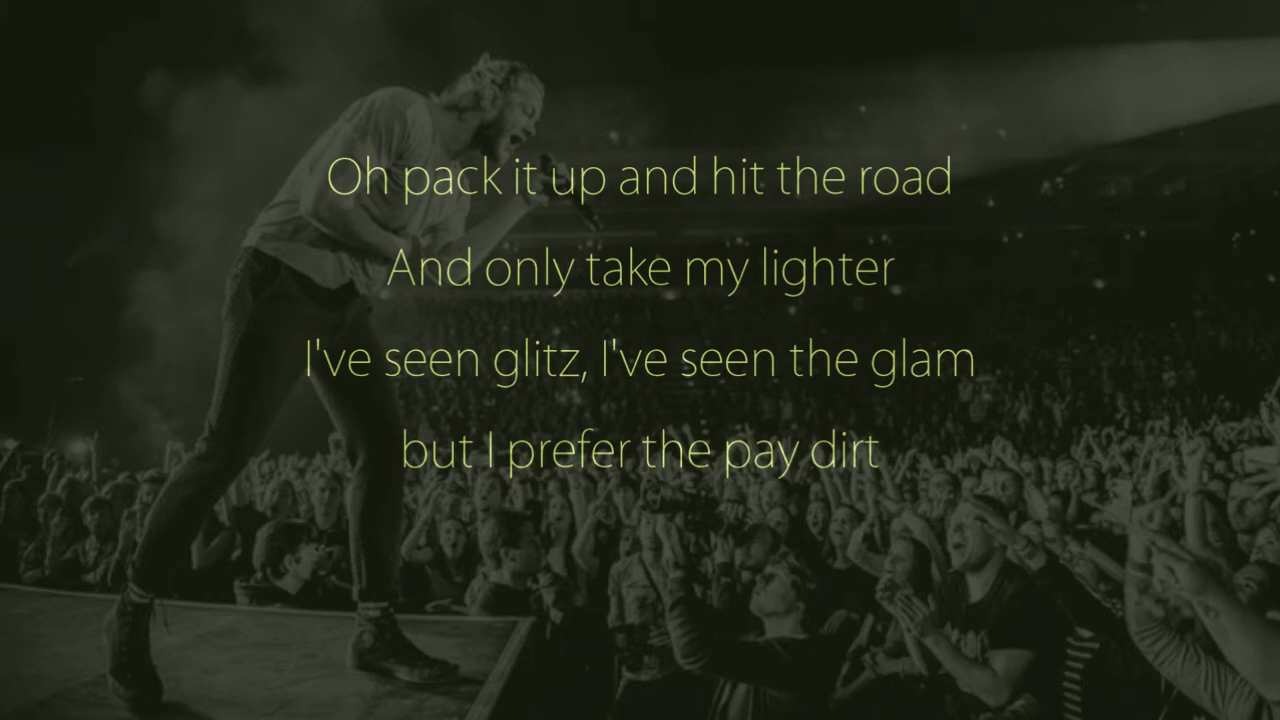 Oh pack it up and hit the road
And only take my lighter
I've seen glitz, I've seen the glam
but I prefer the pay dirt